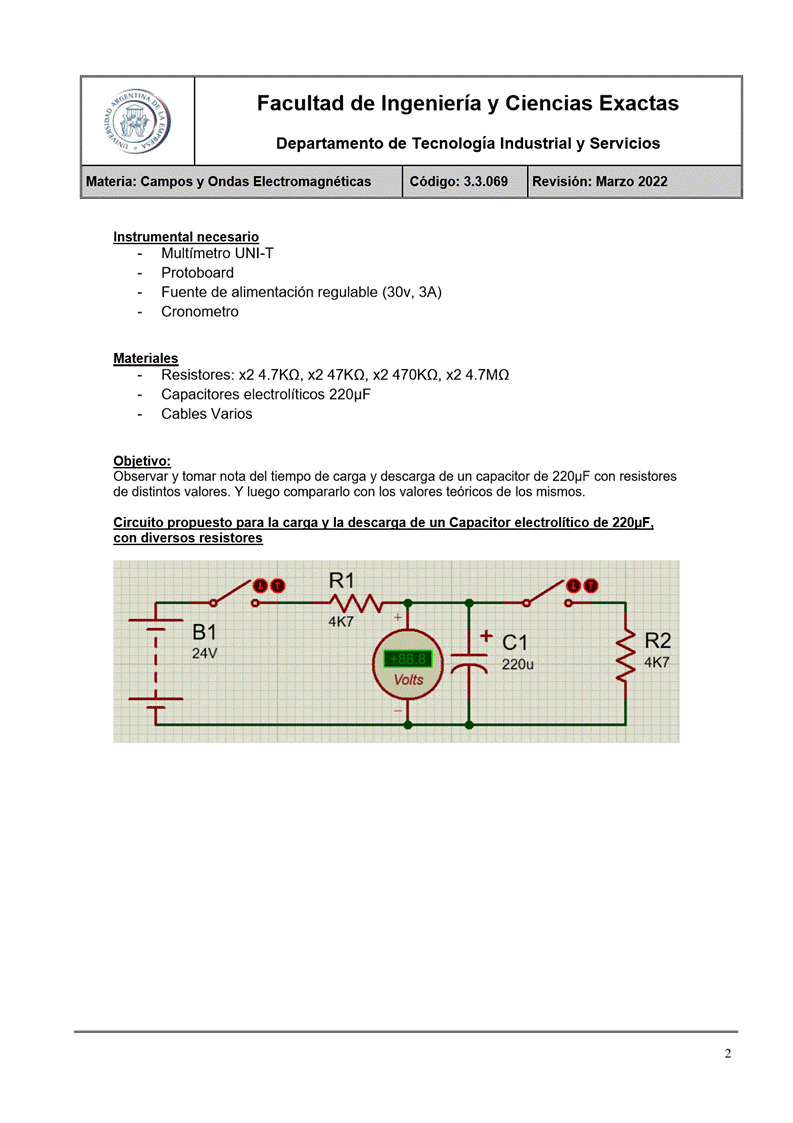 UNIVERSIDAD ARGENTINA DE LA EMPRESA
Facultad de Ingeniería y Ciencias Exactas
Departamento de Tecnología Industrial y Servicios
Materia: Campos y Ondas Electromagnéticas Código: 3.3.069 Revisión: Marzo 2022
Instrumental necesario
- Multímetro UNI-T
- Protoboard
- Fuente de alimentación regulable (30v, 3A)
- Cronometro
Materiales
- Resistores: x2 4.7KΩ, x2 47KΩ, x2 470KΩ, x2 4.7MΩ
- Capacitores electrolíticos 220µF
- Cables Varios
Objetivo:
Observar y tomar nota del tiempo de carga y descarga de un capacitor de 220µF con resistores
de distintos valores. Y luego compararlo con los valores teóricos de los mismos.
Circuito propuesto para la carga y la descarga de un Capacitor electrolítico de 220µF,
con diversos resistores
R1
4K7
B1
24V
+
+88.8
Volts
−
+
C1
220u
R2
4K7
2